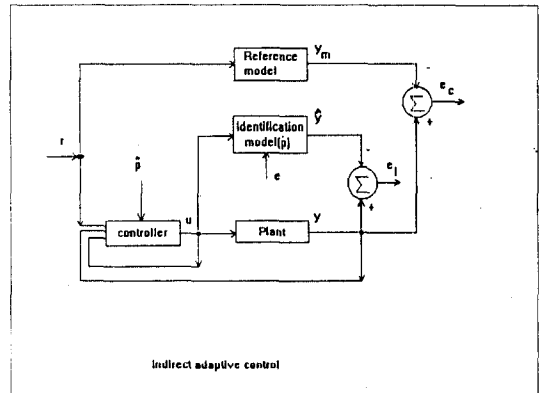 Reference
model
y_m
-
e_c
Σ
+
identification
model(p̂)
ŷ
-
e_i
Σ
+
e
r
p̂
controller
u
Plant
y
Indirect adaptive control